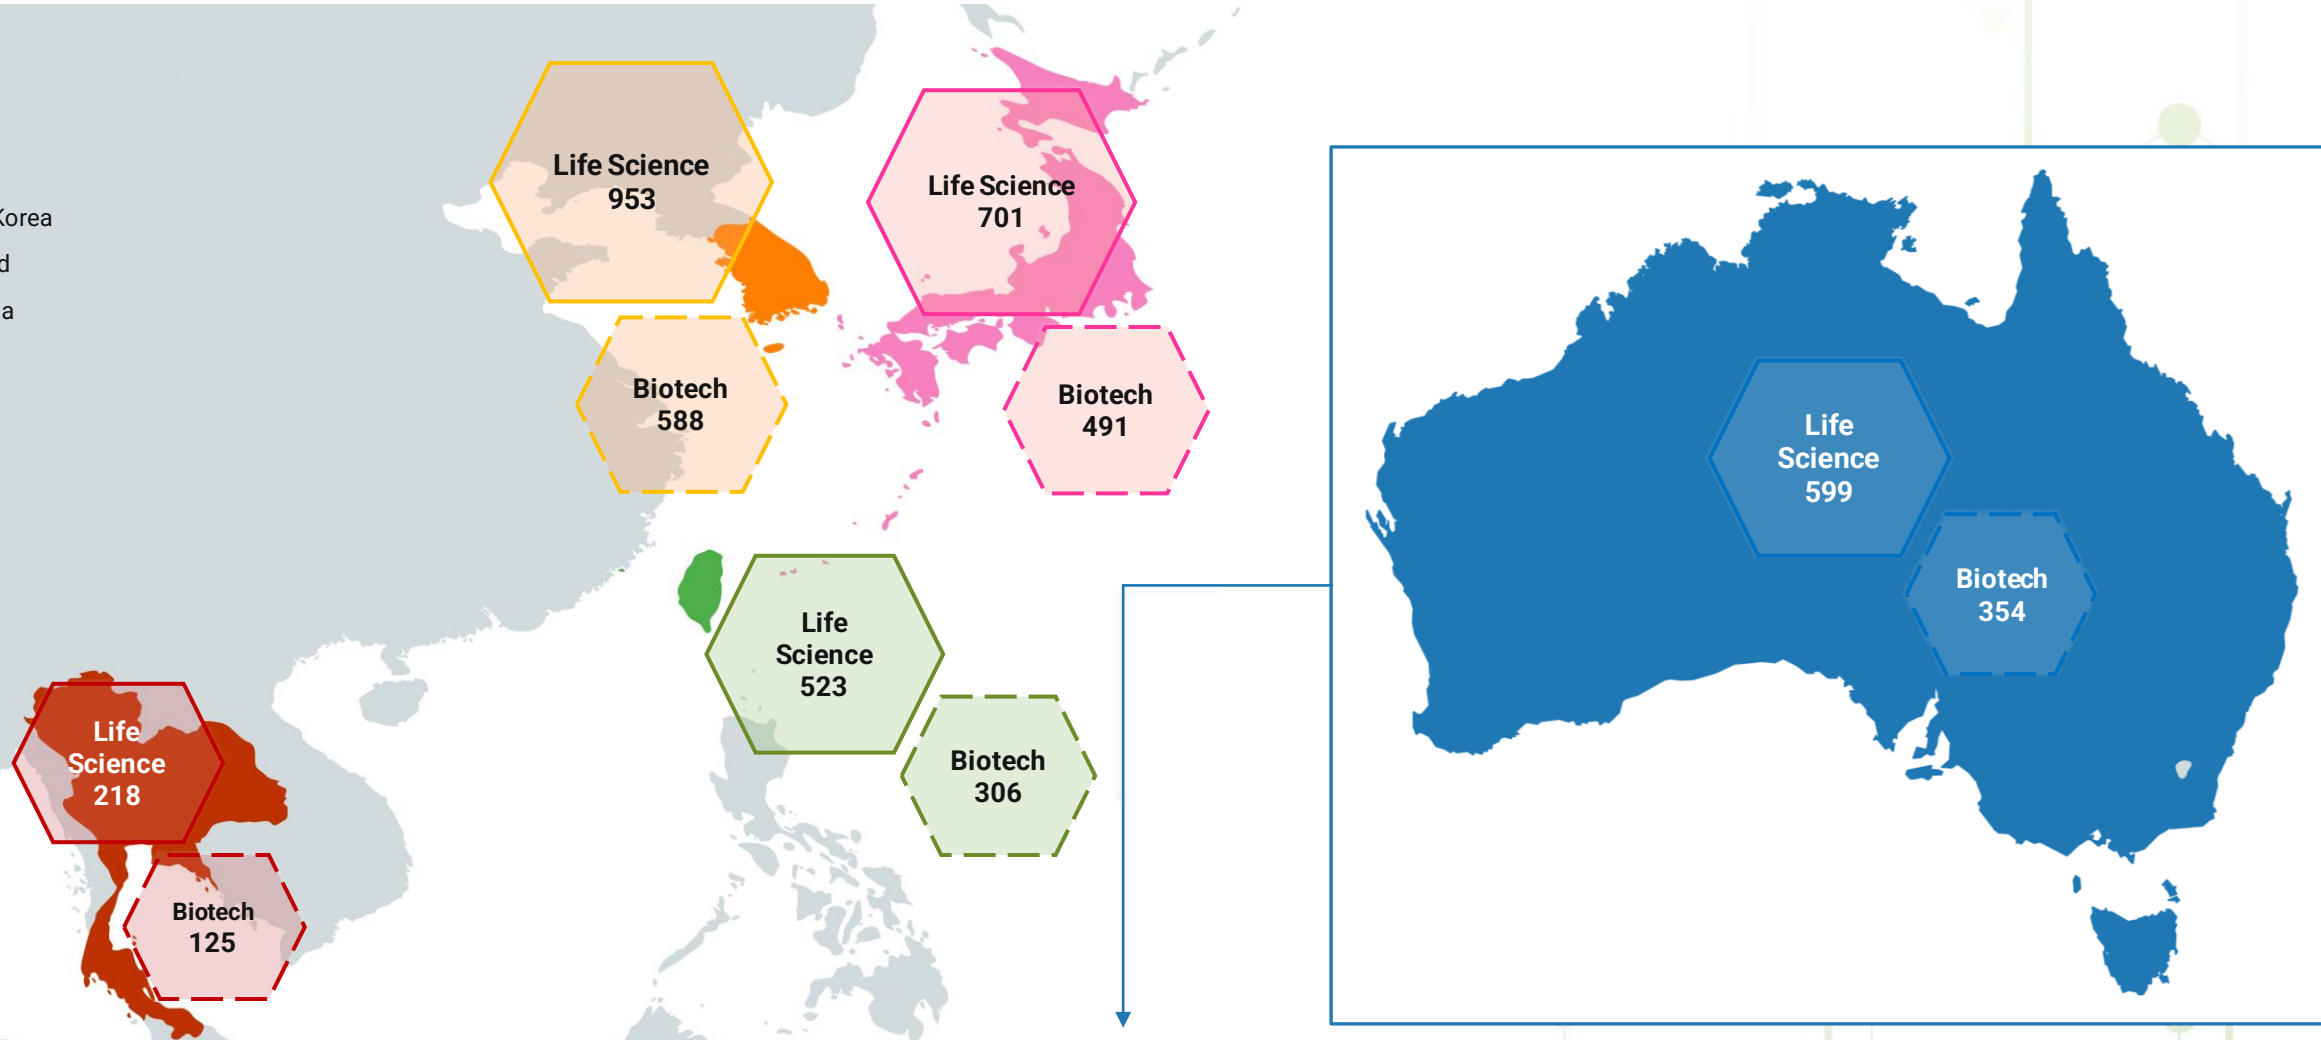 Korea
d
a
Life Science
953
Biotech
588
Life Science
701
Biotech
491
Life
Science
523
Biotech
306
Life
Science
218
Biotech
125
Life
Science
599
Biotech
354